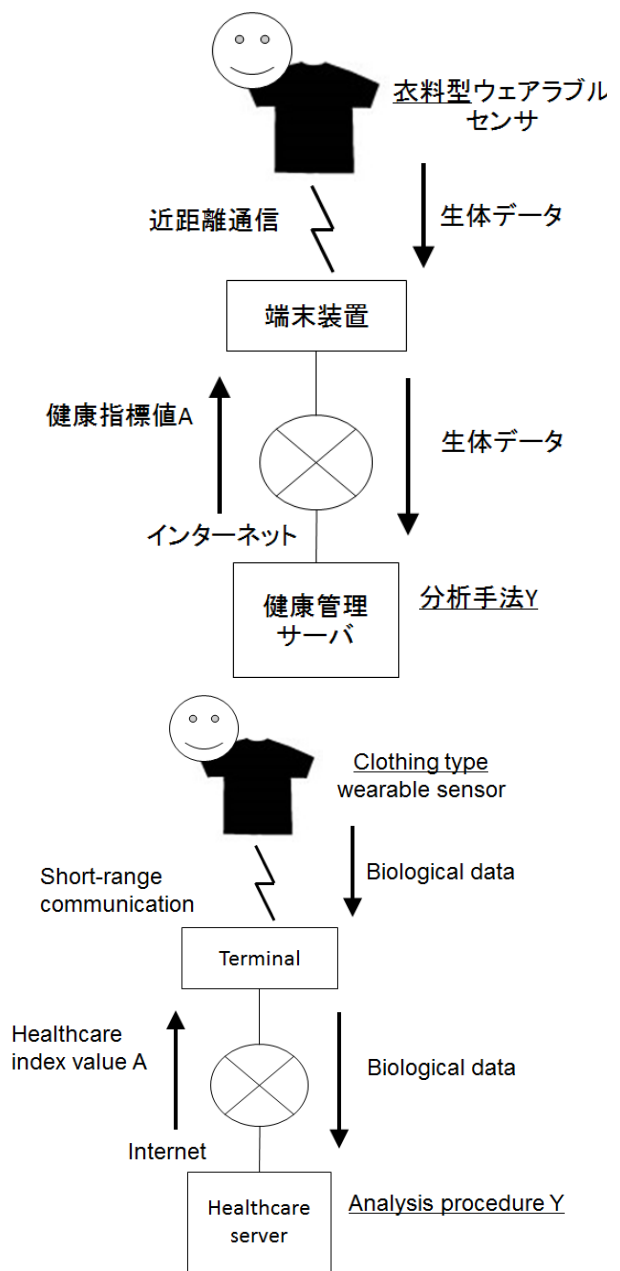 衣料型ウェアラブル
センサ
近距離通信
生体データ
端末装置
健康指標値A
生体データ
インターネット
健康管理
サーバ
分析手法Y
Clothing type
wearable sensor
Short-range
communication
Biological data
Terminal
Healthcare
index value A
Biological data
Internet
Healthcare
server
Analysis procedure Y